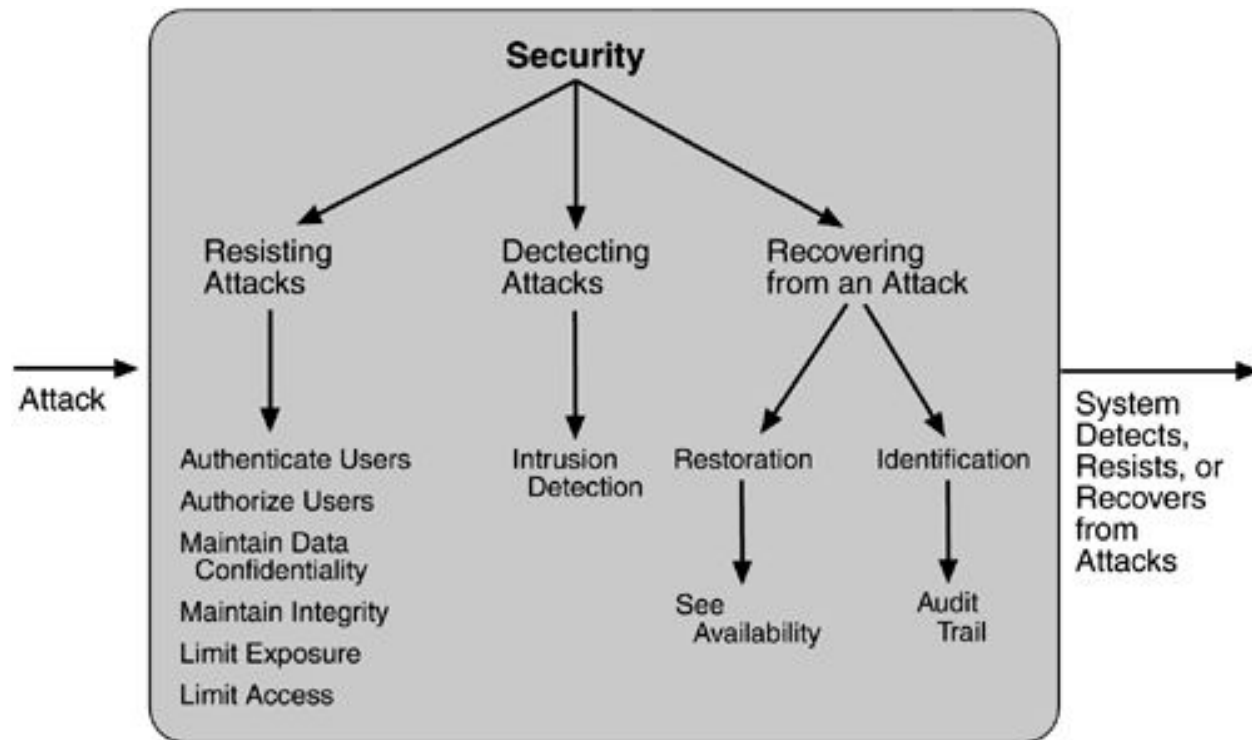 Security
Resisting
Attacks
Dectecting
Attacks
Recovering
from an Attack
Attack
Authenticate Users
Authorize Users
Maintain Data
Confidentiality
Maintain Integrity
Limit Exposure
Limit Access
Intrusion
Detection
Restoration
Identification
See
Availability
Audit
Trail
System
Detects,
Resists, or
Recovers
from
Attacks